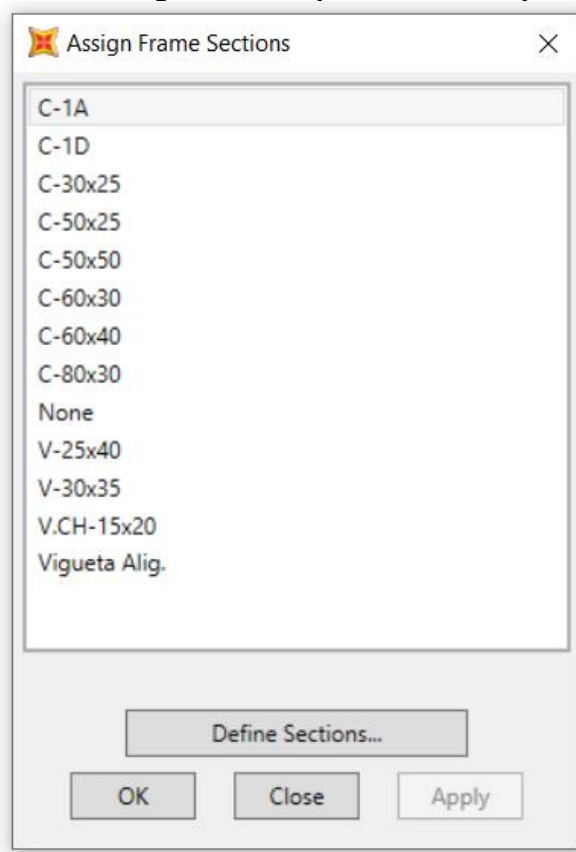 Assign Frame Sections
C-1A
C-1D
C-30x25
C-50x25
C-50x50
C-60x30
C-60x40
C-80x30
None
V-25x40
V-30x35
V.CH-15x20
Vigueta Alig.
Define Sections...
OK Close Apply